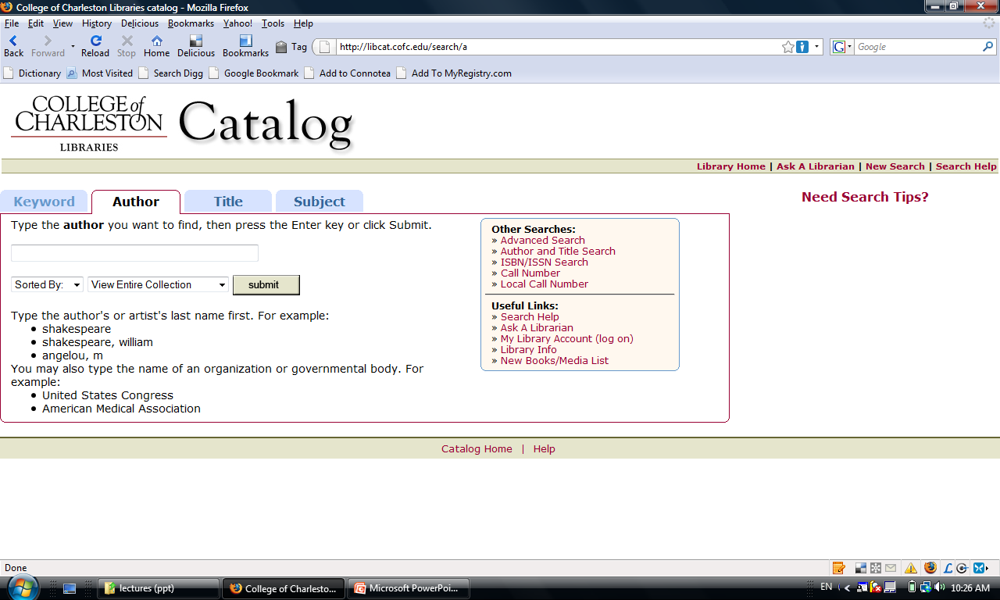 College of Charleston Libraries catalog - Mozilla Firefox
File Edit View History Delicious Bookmarks Yahoo! Tools Help
Back Forward Reload Stop Home Delicious Bookmarks Tag http://libcat.cofc.edu/search/a G Google
Dictionary Most Visited Search Digg Google Bookmark Add to Connotea Add To MyRegistry.com
COLLEGE of
CHARLESTON
LIBRARIES
Catalog
Library Home | Ask A Librarian | New Search | Search Help
Keyword Author Title Subject
Need Search Tips?
Type the author you want to find, then press the Enter key or click Submit.
Sorted By: View Entire Collection submit
Type the author's or artist's last name first. For example:
• shakespeare
• shakespeare, william
• angelou, m
You may also type the name of an organization or governmental body. For
example:
• United States Congress
• American Medical Association
Other Searches:
» Advanced Search
» Author and Title Search
» ISBN/ISSN Search
» Call Number
» Local Call Number
Useful Links:
» Search Help
» Ask A Librarian
» My Library Account (log on)
» Library Info
» New Books/Media List
Catalog Home | Help
Done
lectures (ppt) College of Charlesto... Microsoft PowerPoi... EN 10:26 AM